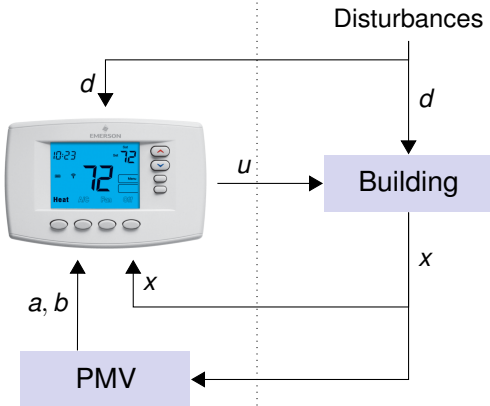 Disturbances
d
d
EMERSON
10:23
72
72
Heat
u
Building
x
x
a, b
PMV